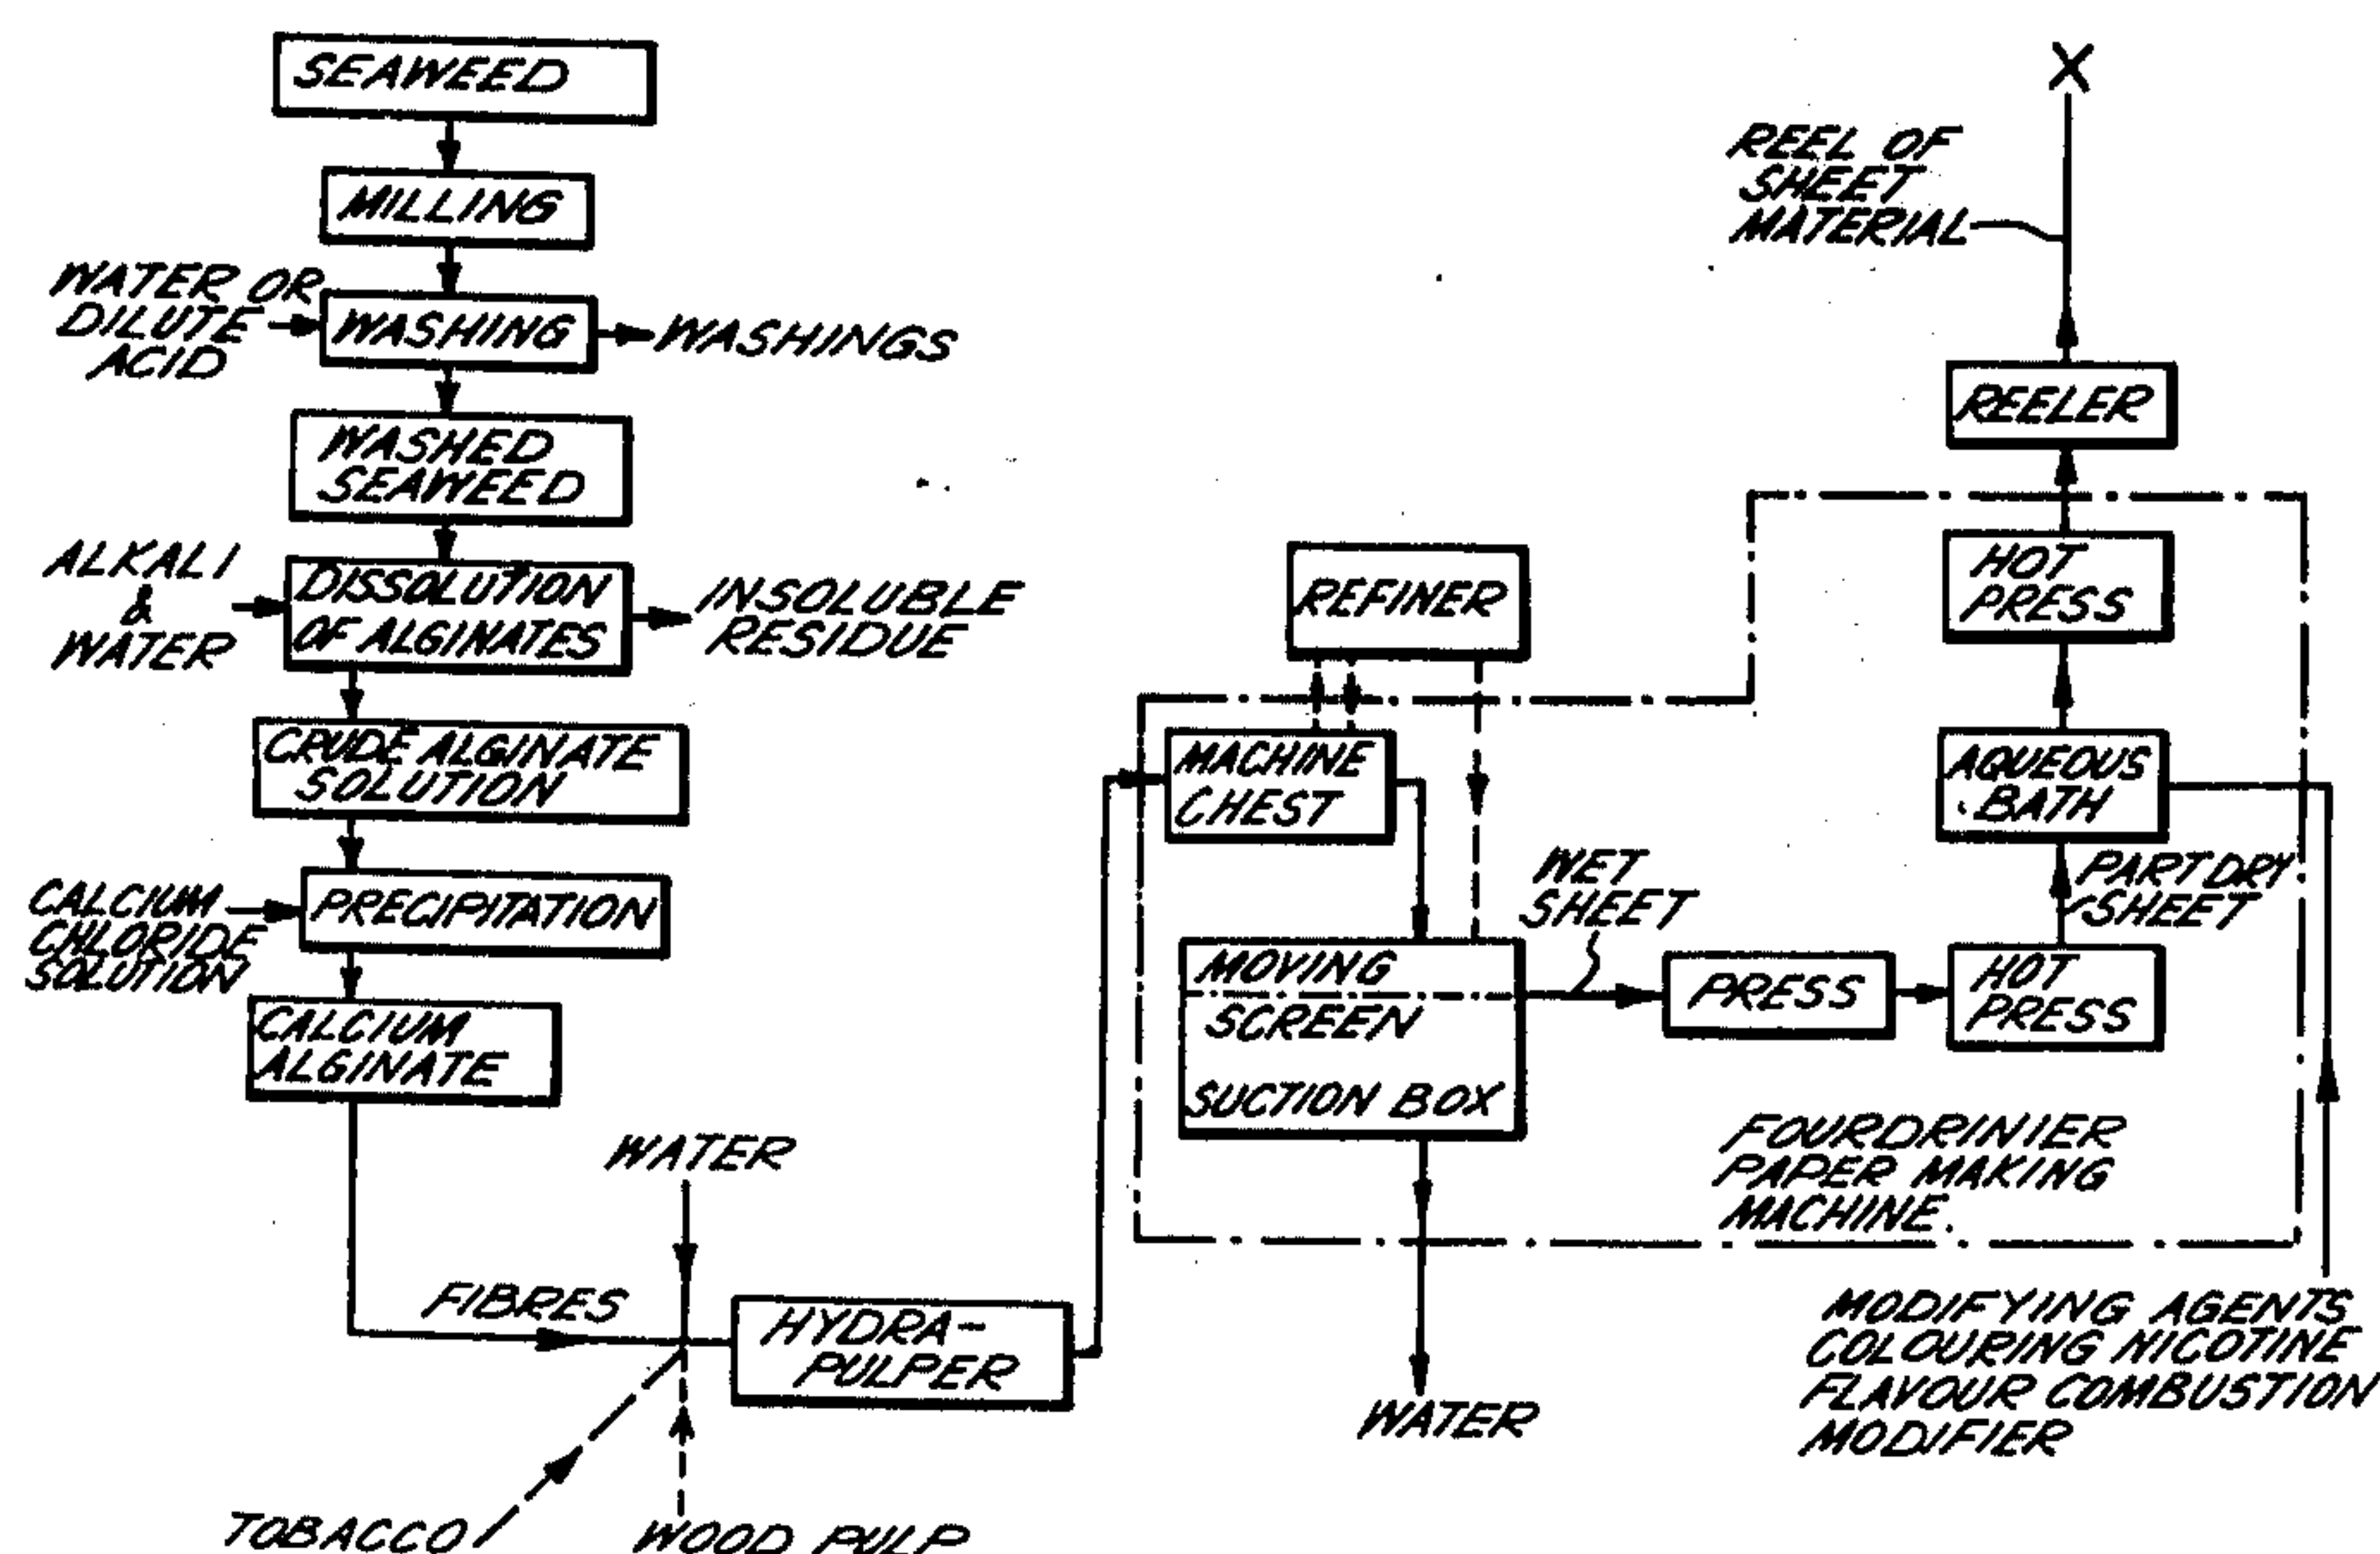 SEAWEED
MILLING
WATER OR
DILUTE
ACID
WASHING
WASHINGS
WASHED
SEAWEED
ALKALI
&
WATER
DISSOLUTION
OF ALGINATES
INSOLUBLE
RESIDUE
CRUDE ALGINATE
SOLUTION
CALCIUM
CHLORIDE
SOLUTION
PRECIPITATION
CALCIUM
ALGINATE
WATER
FIBRES
TOBACCO
WOOD PULP
HYDRA-
PULPER
REFINER
MACHINE
CHEST
MOVING
SCREEN
SUCTION BOX
WATER
WET
SHEET
PRESS
HOT
PRESS
PART DRY
SHEET
AQUEOUS
BATH
HOT
PRESS
REELER
REEL OF
SHEET
MATERIAL
X
FOURDRINIER
PAPER MAKING
MACHINE.
MODIFYING AGENTS
COLOURING NICOTINE
FLAVOUR COMBUSTION
MODIFIER